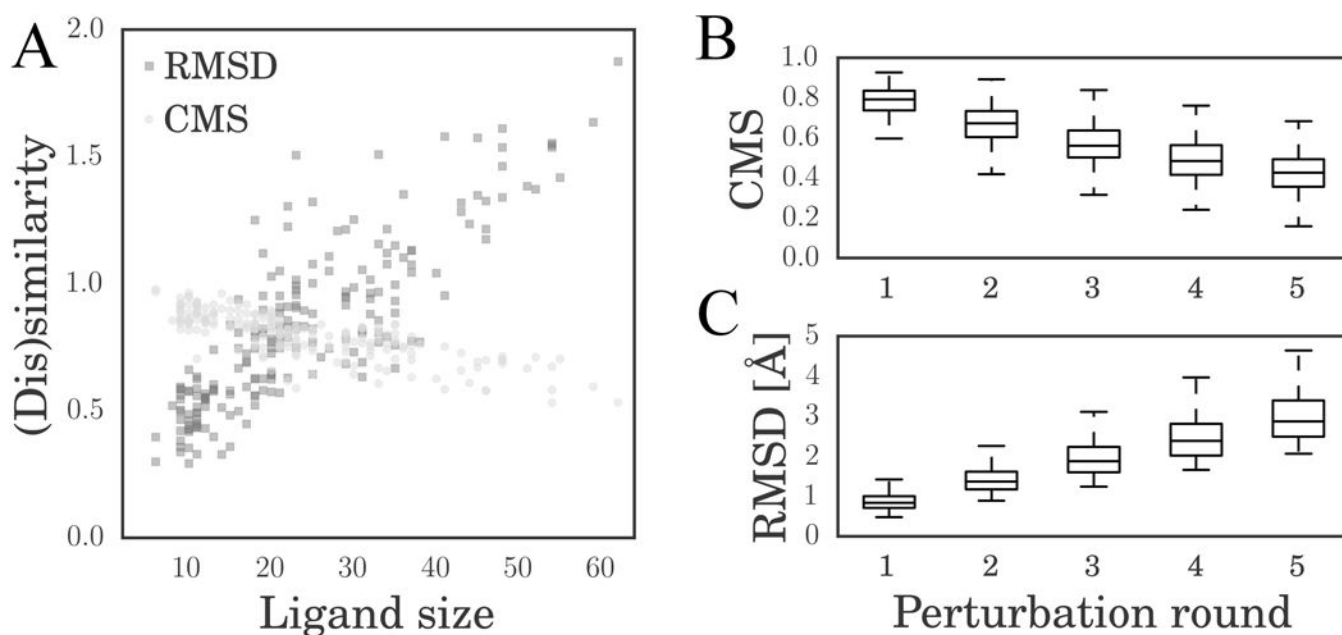 A
2.0
1.5
1.0
0.5
0.0
(Dis)similarity
RMSD
CMS
10 20 30 40 50 60
Ligand size
B
1.0
0.8
0.6
0.4
0.2
0.0
CMS
1 2 3 4 5
C
5
4
3
2
1
0
RMSD [Å]
1 2 3 4 5
Perturbation round